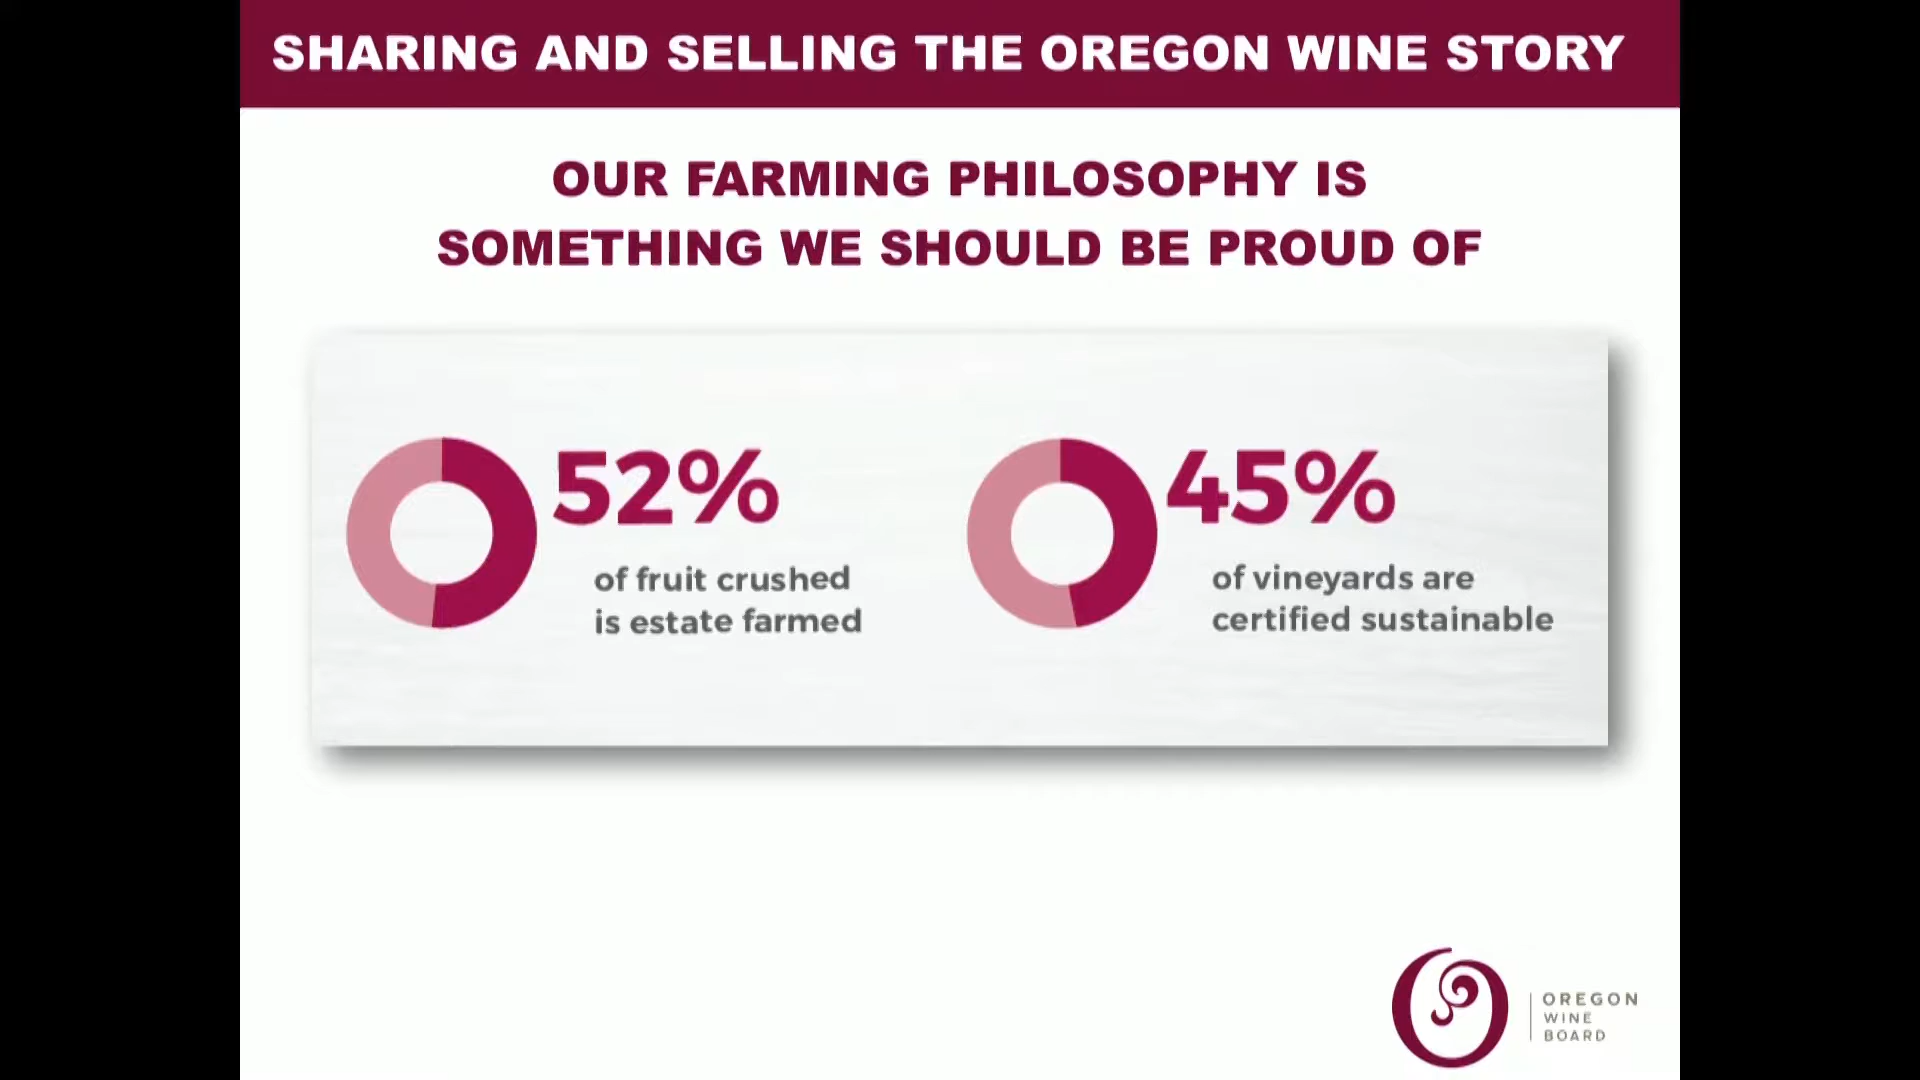 SHARING AND SELLING THE OREGON WINE STORY
OUR FARMING PHILOSOPHY IS
SOMETHING WE SHOULD BE PROUD OF
52%
of fruit crushed
is estate farmed
45%
of vineyards are
certified sustainable
OREGON
WINE
BOARD